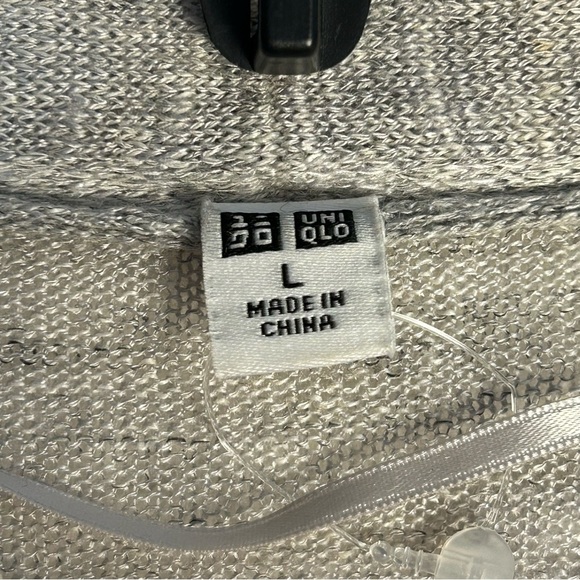 ユニ UNI
クロ QLO
L
MADE IN
CHINA